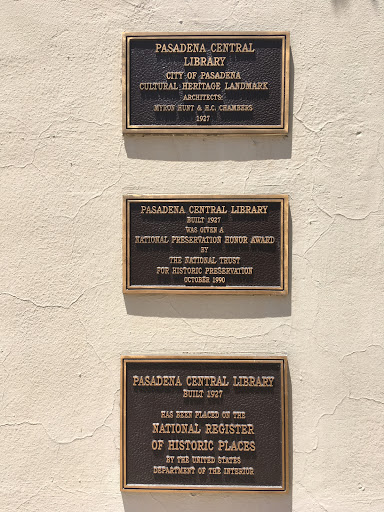 PASADENA CENTRAL
LIBRARY
CITY OF PASADENA
CULTURAL HERITAGE LANDMARK
ARCHITECTS:
MYRON HUNT & H.C. CHAMBERS
1927
PASADENA CENTRAL LIBRARY
BUILT 1927
WAS GIVEN A
NATIONAL PRESERVATION HONOR AWARD
BY
THE NATIONAL TRUST
FOR HISTORIC PRESERVATION
OCTOBER 1990
PASADENA CENTRAL LIBRARY
BUILT 1927
HAS BEEN PLACED ON THE
NATIONAL REGISTER
OF HISTORIC PLACES
BY THE UNITED STATES
DEPARTMENT OF THE INTERIOR